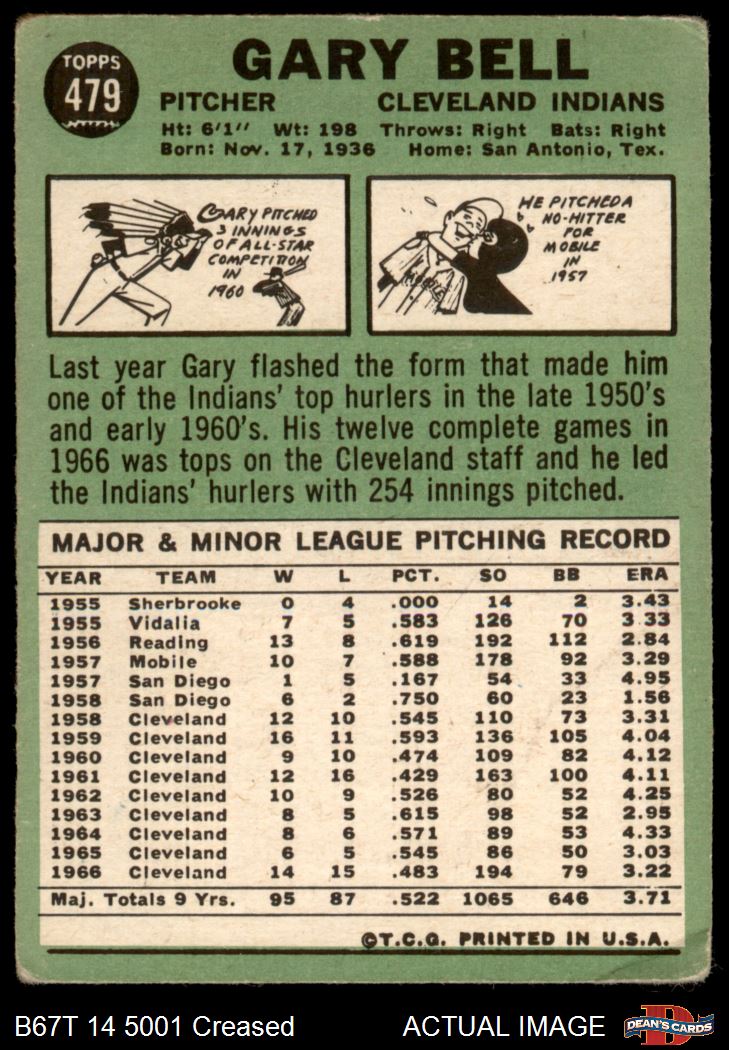 TOPPS
479
GARY BELL
PITCHER CLEVELAND INDIANS
Ht: 6'1" Wt: 198 Throws: Right Bats: Right
Born: Nov. 17, 1936 Home: San Antonio, Tex.
GARY PITCHED
3 INNINGS
OF ALL-STAR
COMPETITION
IN
1960
HE PITCHED A
NO-HITTER
FOR
MOBILE
IN
1957
Last year Gary flashed the form that made him
one of the Indians' top hurlers in the late 1950's
and early 1960's. His twelve complete games in
1966 was tops on the Cleveland staff and he led
the Indians' hurlers with 254 innings pitched.
MAJOR & MINOR LEAGUE PITCHING RECORD
YEAR TEAM W L PCT. SO BB ERA
1955 Sherbrooke 0 4 .000 14 2 3.43
1955 Vidalia 7 5 .583 126 70 3.33
1956 Reading 13 8 .619 192 112 2.84
1957 Mobile 10 7 .588 178 92 3.29
1957 San Diego 1 5 .167 54 33 4.95
1958 San Diego 6 2 .750 60 23 1.56
1958 Cleveland 12 10 .545 110 73 3.31
1959 Cleveland 16 11 .593 136 105 4.04
1960 Cleveland 9 10 .474 109 82 4.12
1961 Cleveland 12 16 .429 163 100 4.11
1962 Cleveland 10 9 .526 80 52 4.25
1963 Cleveland 8 5 .615 98 52 2.95
1964 Cleveland 8 6 .571 89 53 4.33
1965 Cleveland 6 5 .545 86 50 3.03
1966 Cleveland 14 15 .483 194 79 3.22
Maj. Totals 9 Yrs. 95 87 .522 1065 646 3.71
©T.C.G. PRINTED IN U.S.A.
B67T 14 5001 Creased ACTUAL IMAGE
DEAN'S CARDS